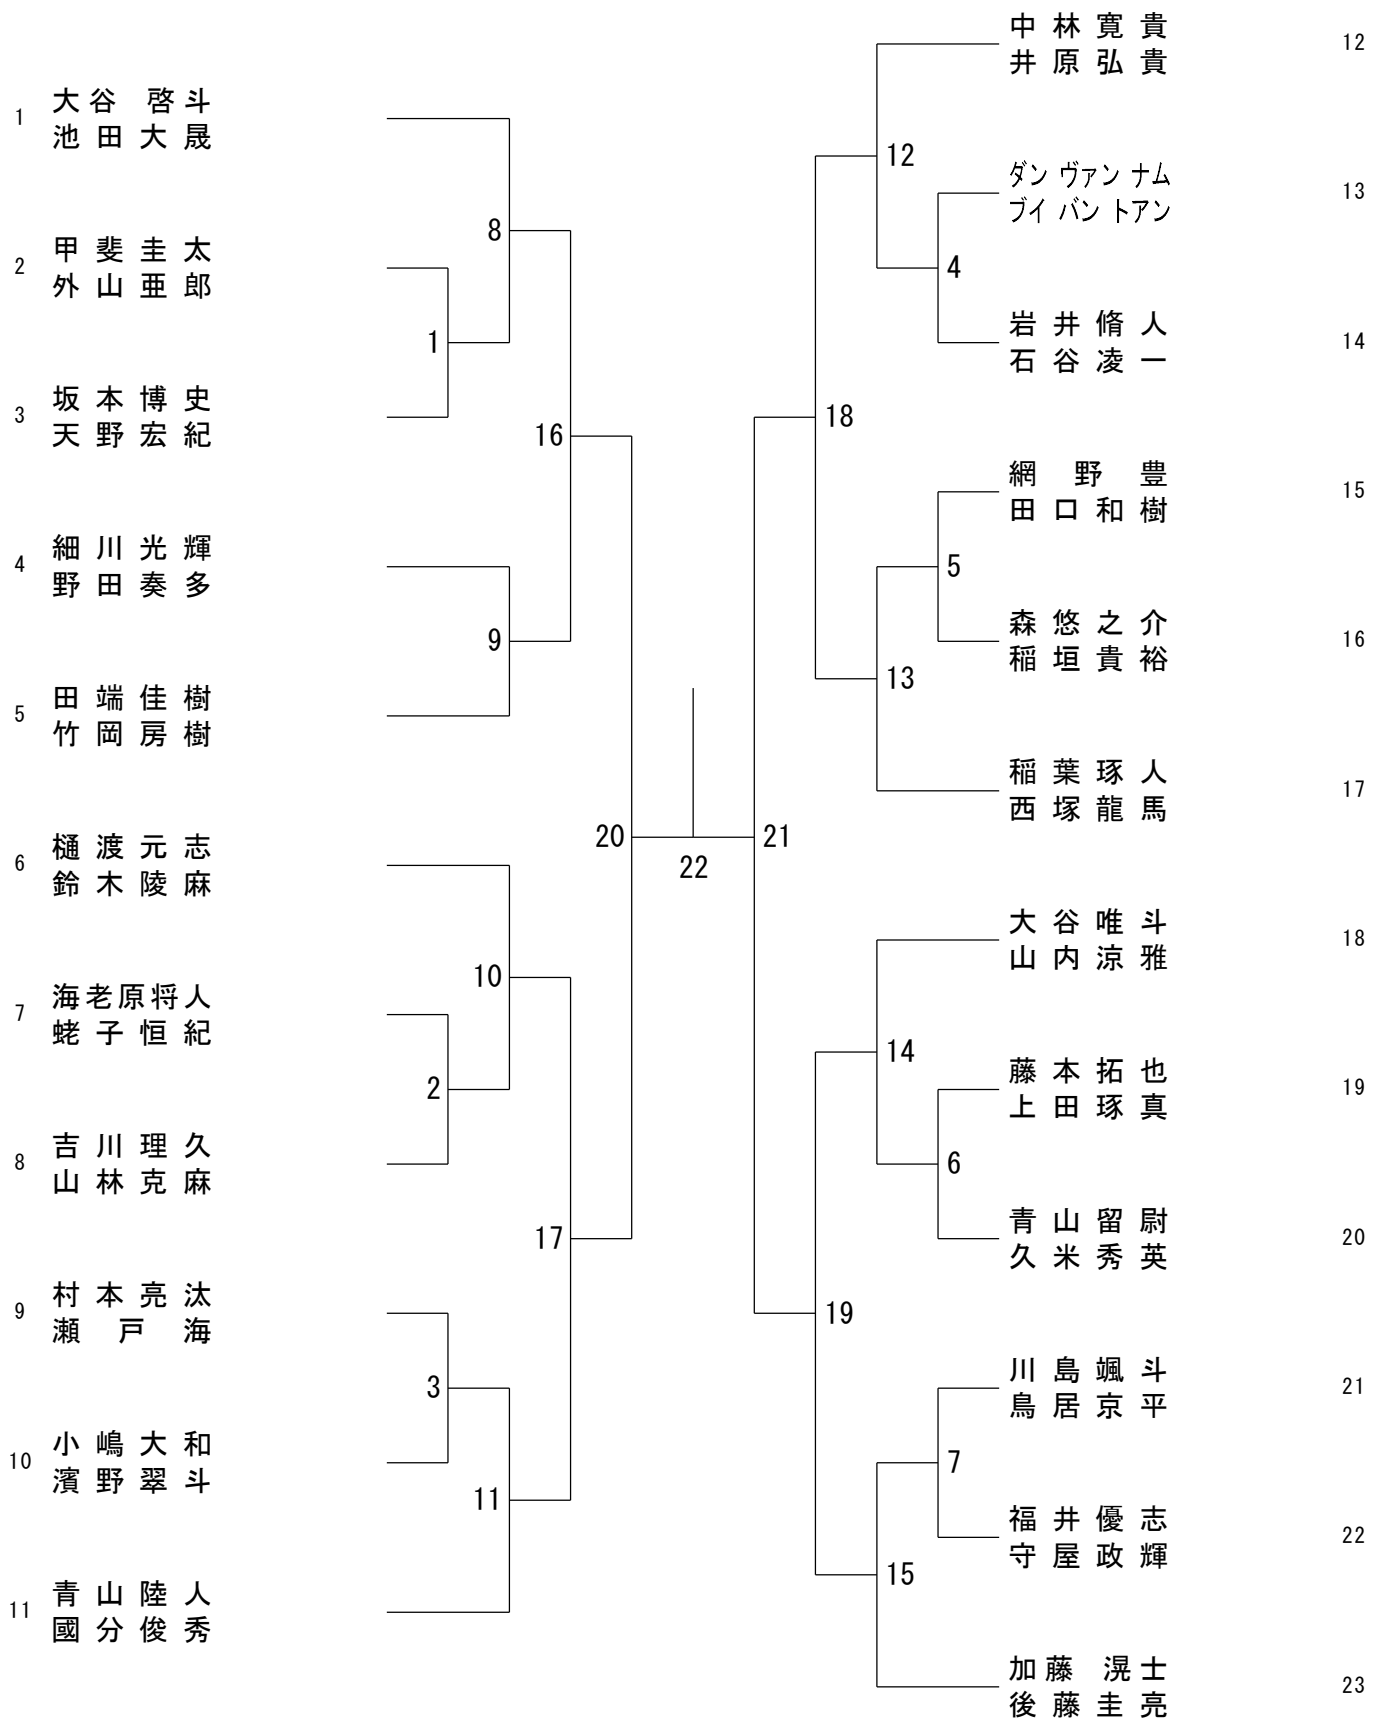 1
大谷 啓斗
池田大晟
2
甲斐圭太
外山亜郎
3
坂本博史
天野宏紀
4
細川光輝
野田奏多
5
田端佳樹
竹岡房樹
6
樋渡元志
鈴木陵麻
7
海老原将人
蛯子恒紀
8
吉川理久
山林克麻
9
村本亮汰
瀬戸海
10
小嶋大和
濱野翠斗
11
青山陸人
國分俊秀
8
1
16
9
10
2
17
3
11
20
22
21
12
4
18
5
13
14
6
19
7
15
中林寛貴
井原弘貴
12
ダン ヴァン ナム
ブイ バン トアン
13
岩井脩人
石谷凌一
14
網野豊
田口和樹
15
森悠之介
稲垣貴裕
16
稲葉琢人
西塚龍馬
17
大谷唯斗
山内涼雅
18
藤本拓也
上田琢真
19
青山留尉
久米秀英
20
川島颯斗
鳥居京平
21
福井優志
守屋政輝
22
加藤 滉士
後藤圭亮
23